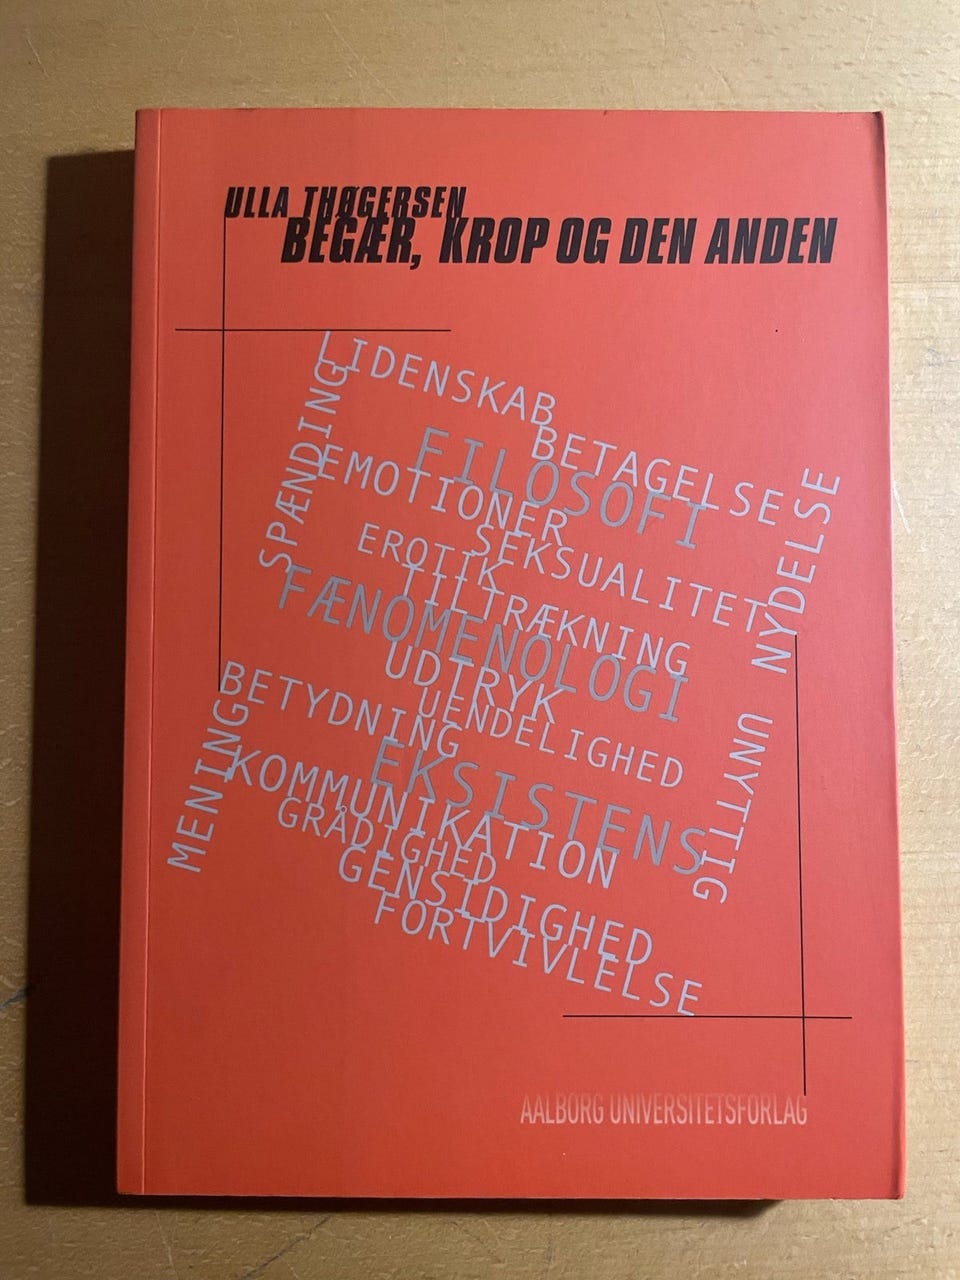 ULLA THØGERSEN
BEGÆR, KROP OG DEN ANDEN
LIDENSKAB
SPÆNDING
BETAGELSE
FILOSOFI
EMOTIONER
NYDELSE
SEKSUALITET
EROTIK
TILTRÆKNING
FÆNOMENOLOGI
UDTRYK
UENDELIGHED
BETYDNING
UNYTTIG
MENING
EKSISTENS
KOMMUNIKATION
GRÅDIGHED
GENSIDIGHED
FORTVIVLELSE
AALBORG UNIVERSITETSFORLAG